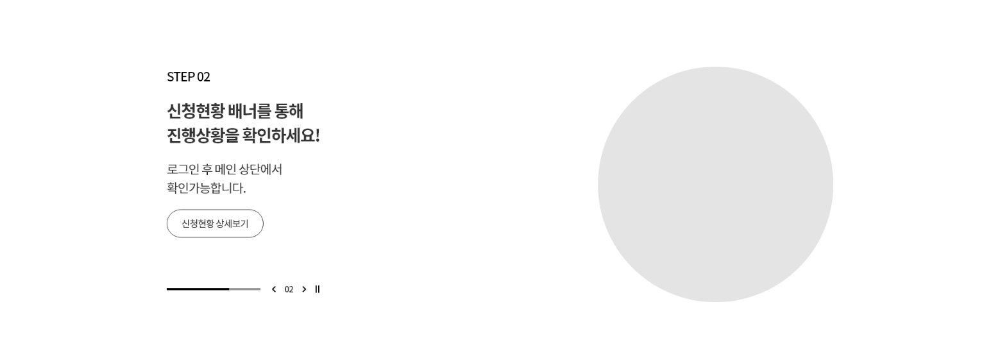 STEP 02
신청현황 배너를 통해
진행상황을 확인하세요!
로그인 후 메인 상단에서
확인가능합니다.
신청현황 상세보기
02